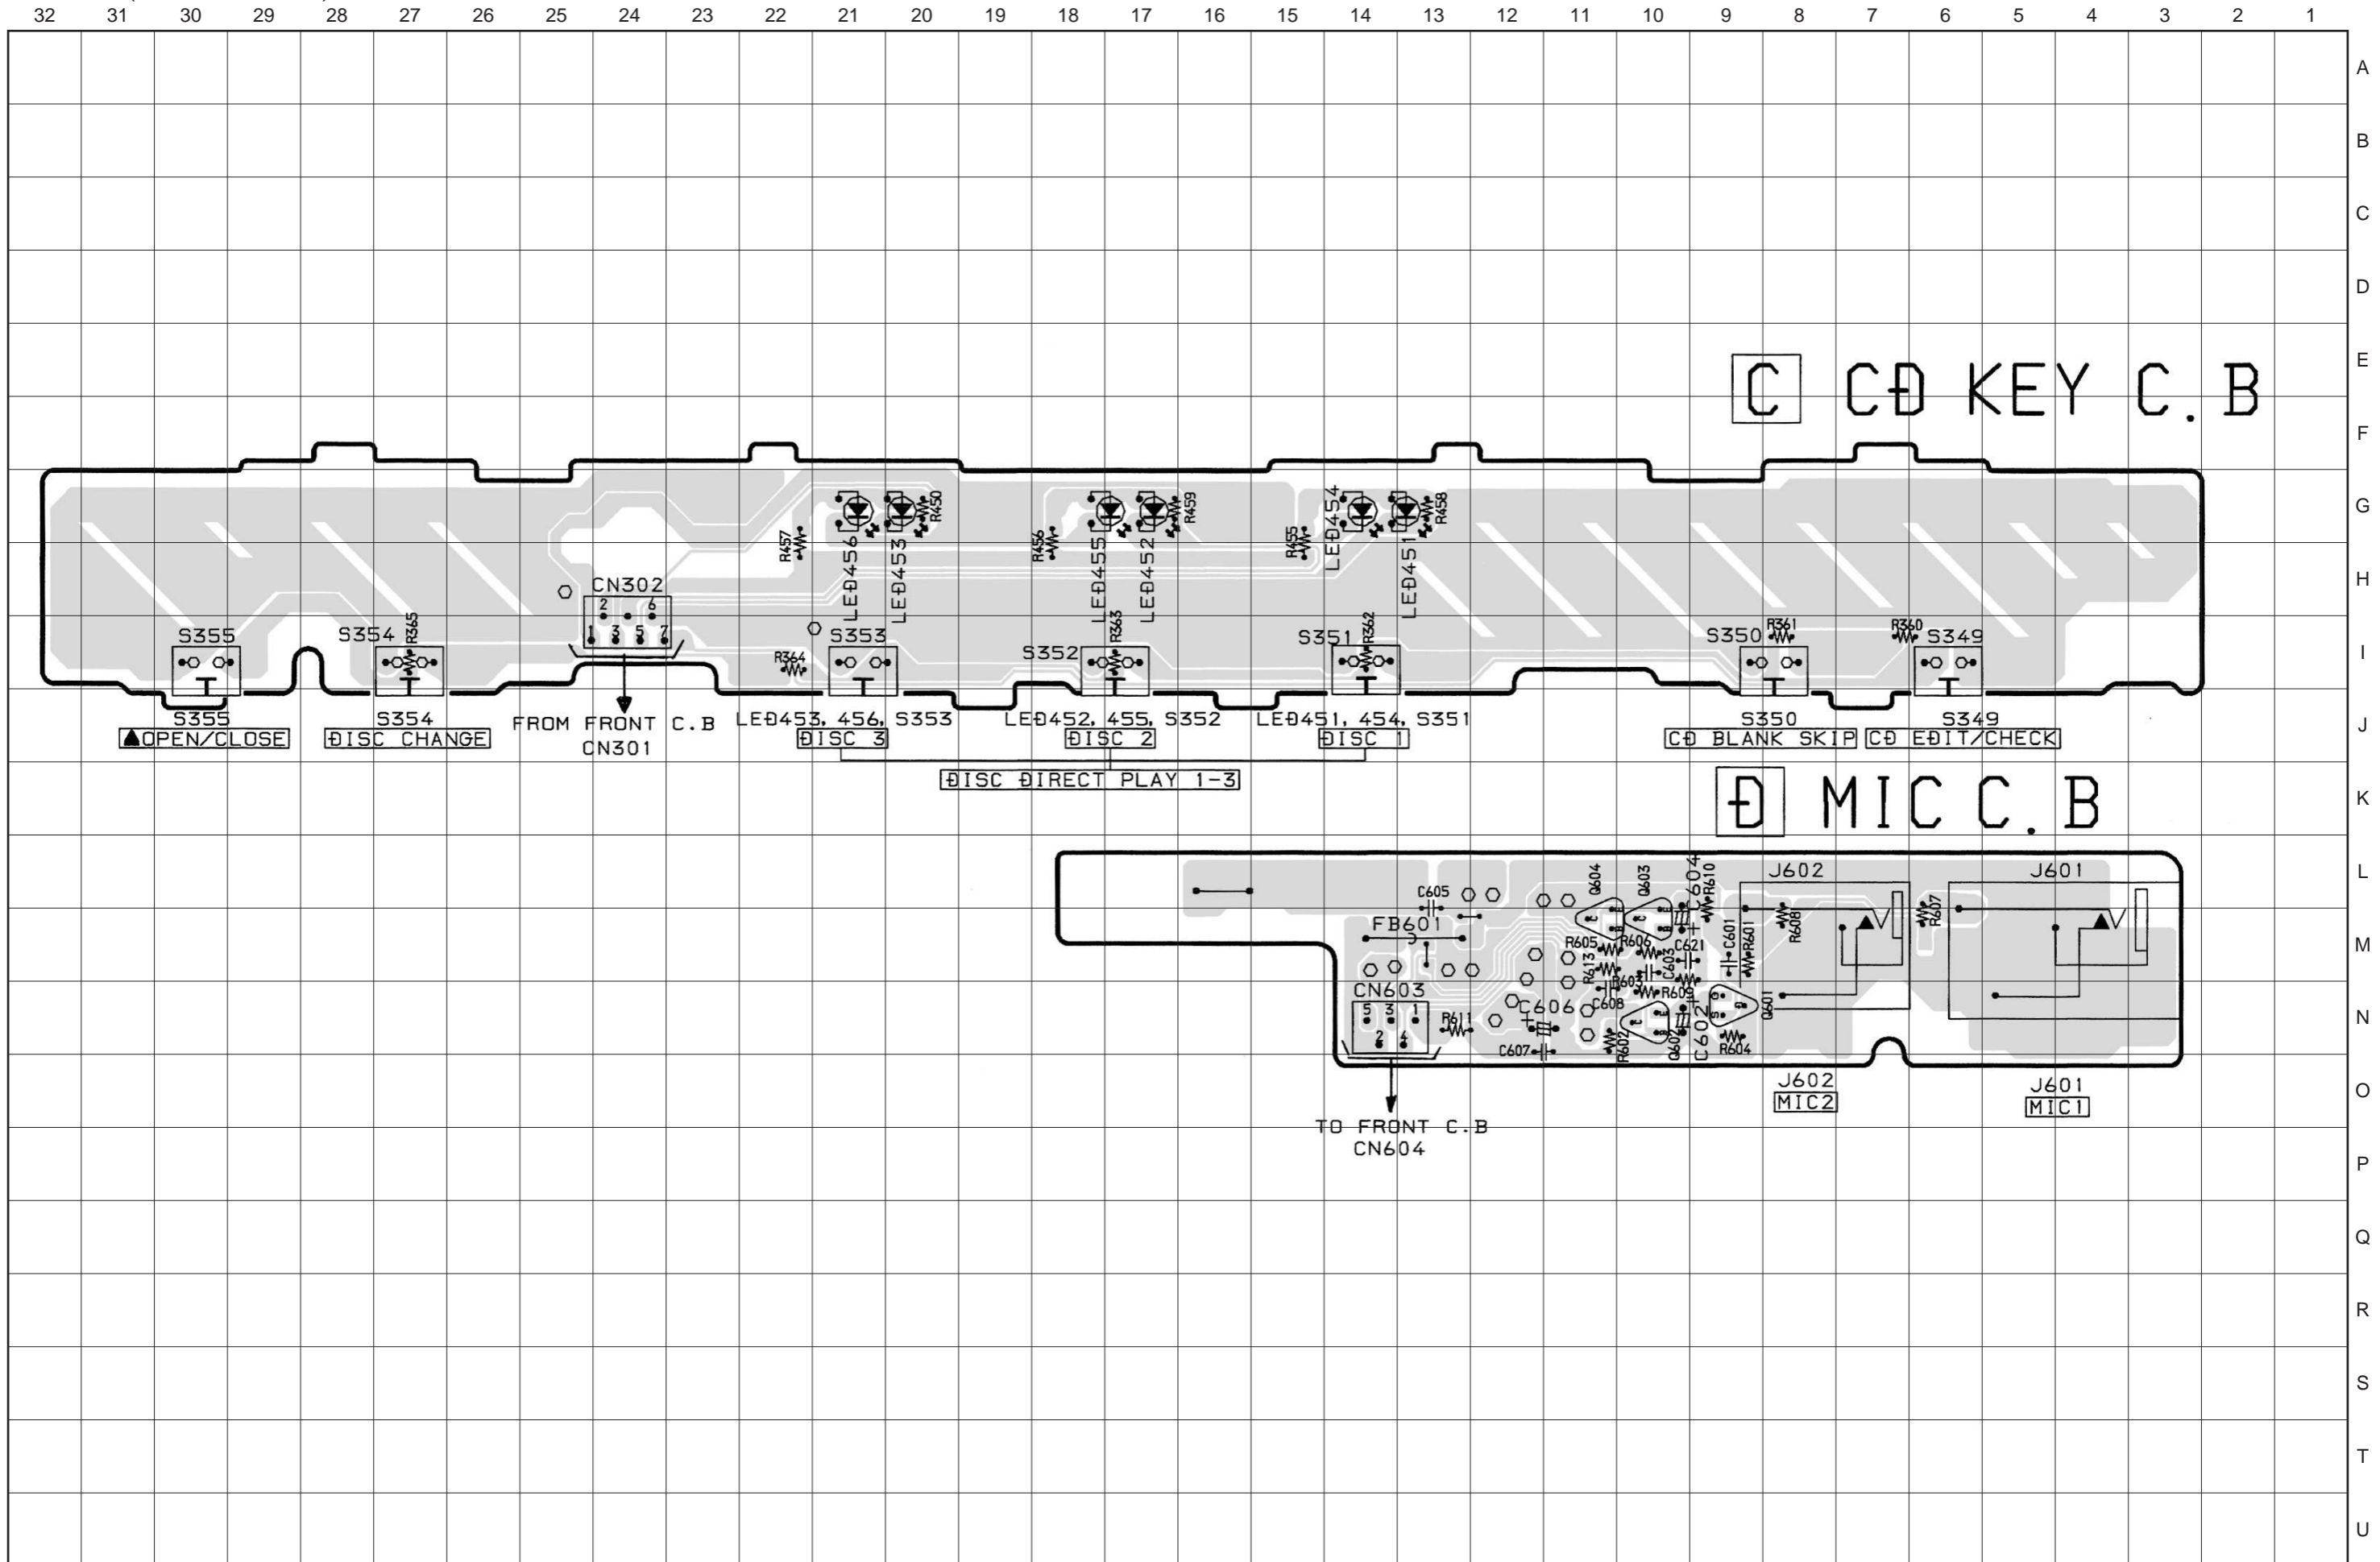 32 31 30 29 28 27 26 25 24 23 22 21 20 19 18 17 16 15 14 13 12 11 10 9 8 7 6 5 4 3 2 1
A
B
C
D
E
C CD KEY C.B
F
G
LED454
R450 R459 R458
R457 R456 R455
LED456 LED453 LED455 LED452 LED451
H
CN302
2 6
1 3 5 7
S355 S354 R365 S353 R363 S351 R362 S350 R361 R360 S349
R364 S352
I
S355 S354 FROM FRONT C.B LED453, 456, S353 LED452, 455, S352 LED451, 454, S351 S350 S349
J
▲OPEN/CLOSE DISC CHANGE CN301 DISC 3 DISC 2 DISC 1 CD BLANK SKIP CD EDIT/CHECK
DISC DIRECT PLAY 1-3
D MIC C.B
K
L
C605 Q604 Q603 C604 R610 J602 J601
C E B C E B
FB601 R608 R607
R605 R606 C621 C601 R601
M
R613 R603 C603
CN603 C606 C608 R609 G D S Q601
5 3 1 R611 C E B
N
2 4 C607 R602 Q602 C602 R604
J602 J601
O
MIC2 MIC1
TO FRONT C.B
CN604
P
Q
R
S
T
U